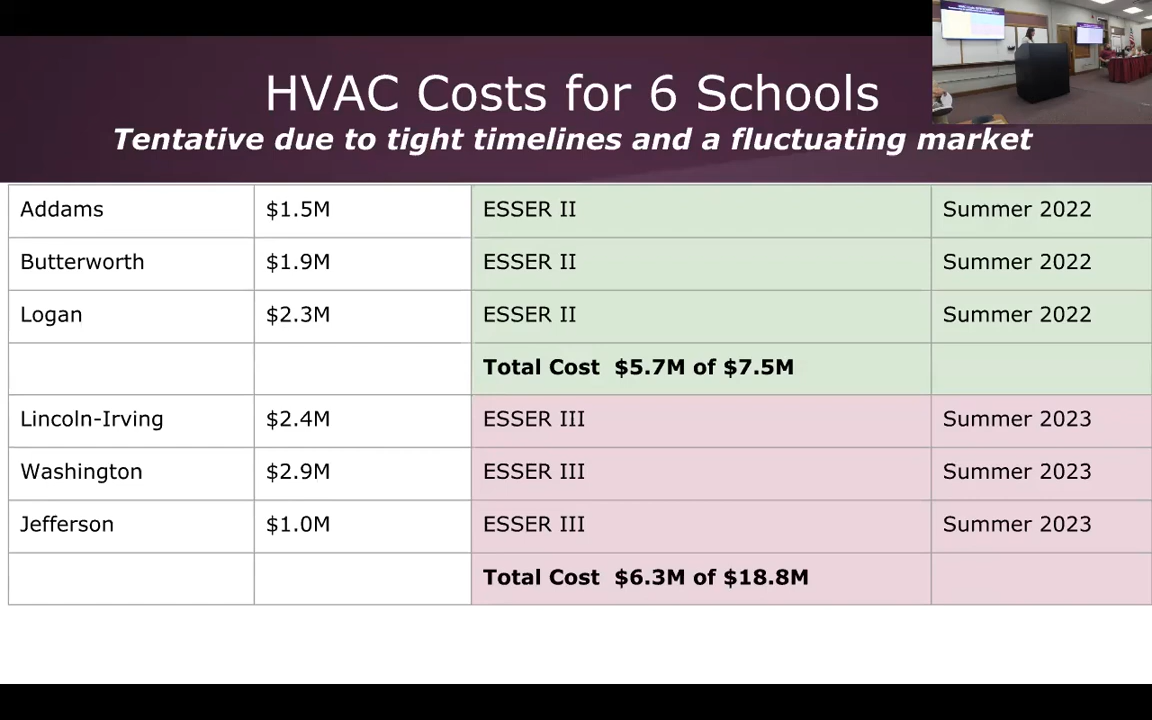 HVAC Costs for 6 Schools
Tentative due to tight timelines and a fluctuating market
Addams $1.5M ESSER II Summer 2022
Butterworth $1.9M ESSER II Summer 2022
Logan $2.3M ESSER II Summer 2022
Total Cost $5.7M of $7.5M
Lincoln-Irving $2.4M ESSER III Summer 2023
Washington $2.9M ESSER III Summer 2023
Jefferson $1.0M ESSER III Summer 2023
Total Cost $6.3M of $18.8M